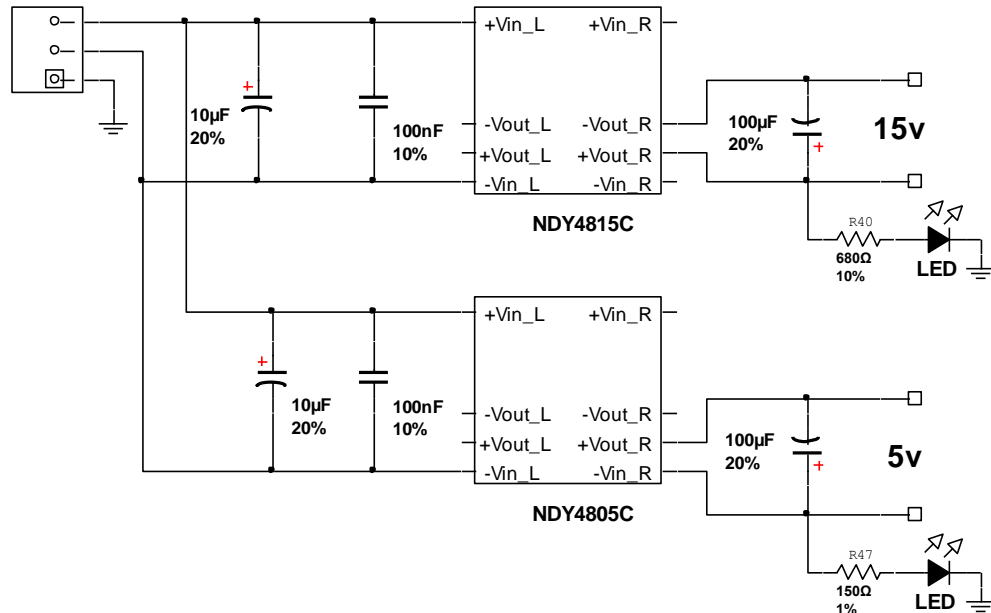 +Vin_L
+Vin_R
+
10µF
20%
100nF
10%
-Vout_L
-Vout_R
+Vout_L
+Vout_R
-Vin_L
-Vin_R
NDY4815C
100µF
20%
+
15v
R40
680Ω
10%
LED
+Vin_L
+Vin_R
+
10µF
20%
100nF
10%
-Vout_L
-Vout_R
+Vout_L
+Vout_R
-Vin_L
-Vin_R
NDY4805C
100µF
20%
+
5v
R47
150Ω
1%
LED